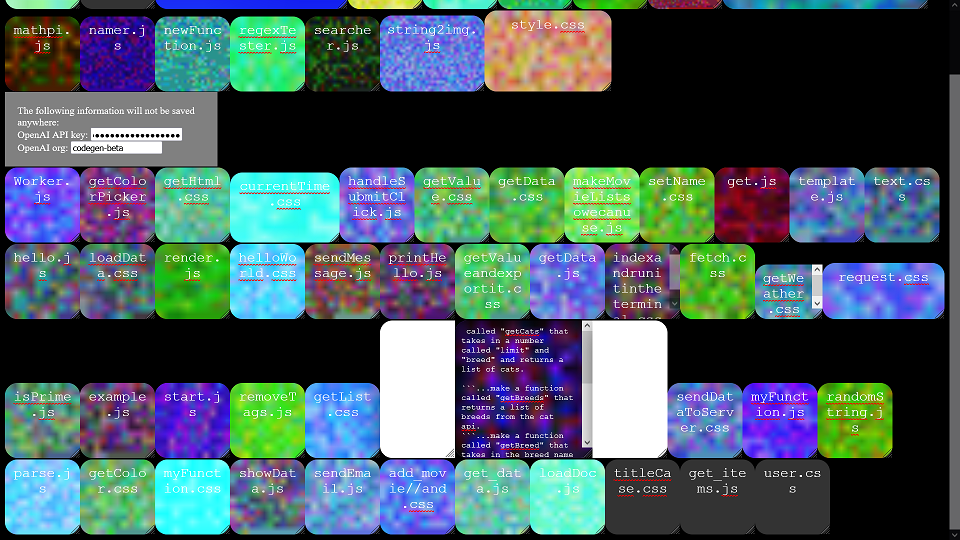 mathpi.
js
namer.j
s
newFunc
tion.js
regexTe
ster.js
searche
r.js
string2img.
js
style.css
The following information will not be saved
anywhere:
OpenAI API key: ••••••••••••••••••
OpenAI org: codegen-beta
Worker.
js
getColo
rPicker
.js
getHtml
.css
currentTime
.css
handleS
ubmitCl
ick.js
getValu
e.css
getData
.css
makeMov
ieLists
owecanu
se.js
setName
.css
get.js
templat
e.js
text.cs
s
hello.j
s
loadDat
a.css
render.
js
helloWo
rld.css
sendMes
sage.js
printHe
llo.js
getValu
eandexp
ortit.c
ss
getData
.js
indexa
ndruni
tinthe
termin
al.css
fetch.c
ss
getWe
ather
.css
request.css
isPrime
.js
example
.js
start.j
s
removeT
ags.js
getList
.css
called "getCats" that
takes in a number
called "limit" and
"breed" and returns a
list of cats.
```...make a function
called "getBreeds" that
returns a list of
breeds from the cat
api.
```...make a function
called "getBreed" that
takes in the breed name
sendDat
aToServ
er.css
myFunct
ion.js
randomS
tring.j
s
parse.j
s
getColo
r.css
myFunct
ion.css
showDat
a.js
sendEma
il.js
add_mo
vie//and
.css
get_dat
a.js
loadDoc
.js
titleCa
se.css
get_ite
ms.js
user.cs
s